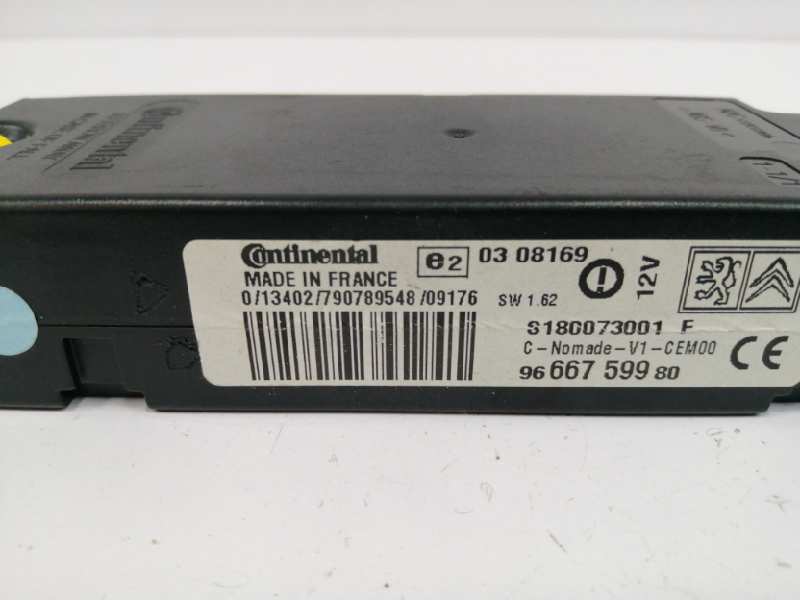 Continental
Continental
e2
03 08169
12V
MADE IN FRANCE
0/13402/790789548/09176
SW 1.62
S180073001 F
C-Nomade-V1-CEM00
96 667 599 80
CE